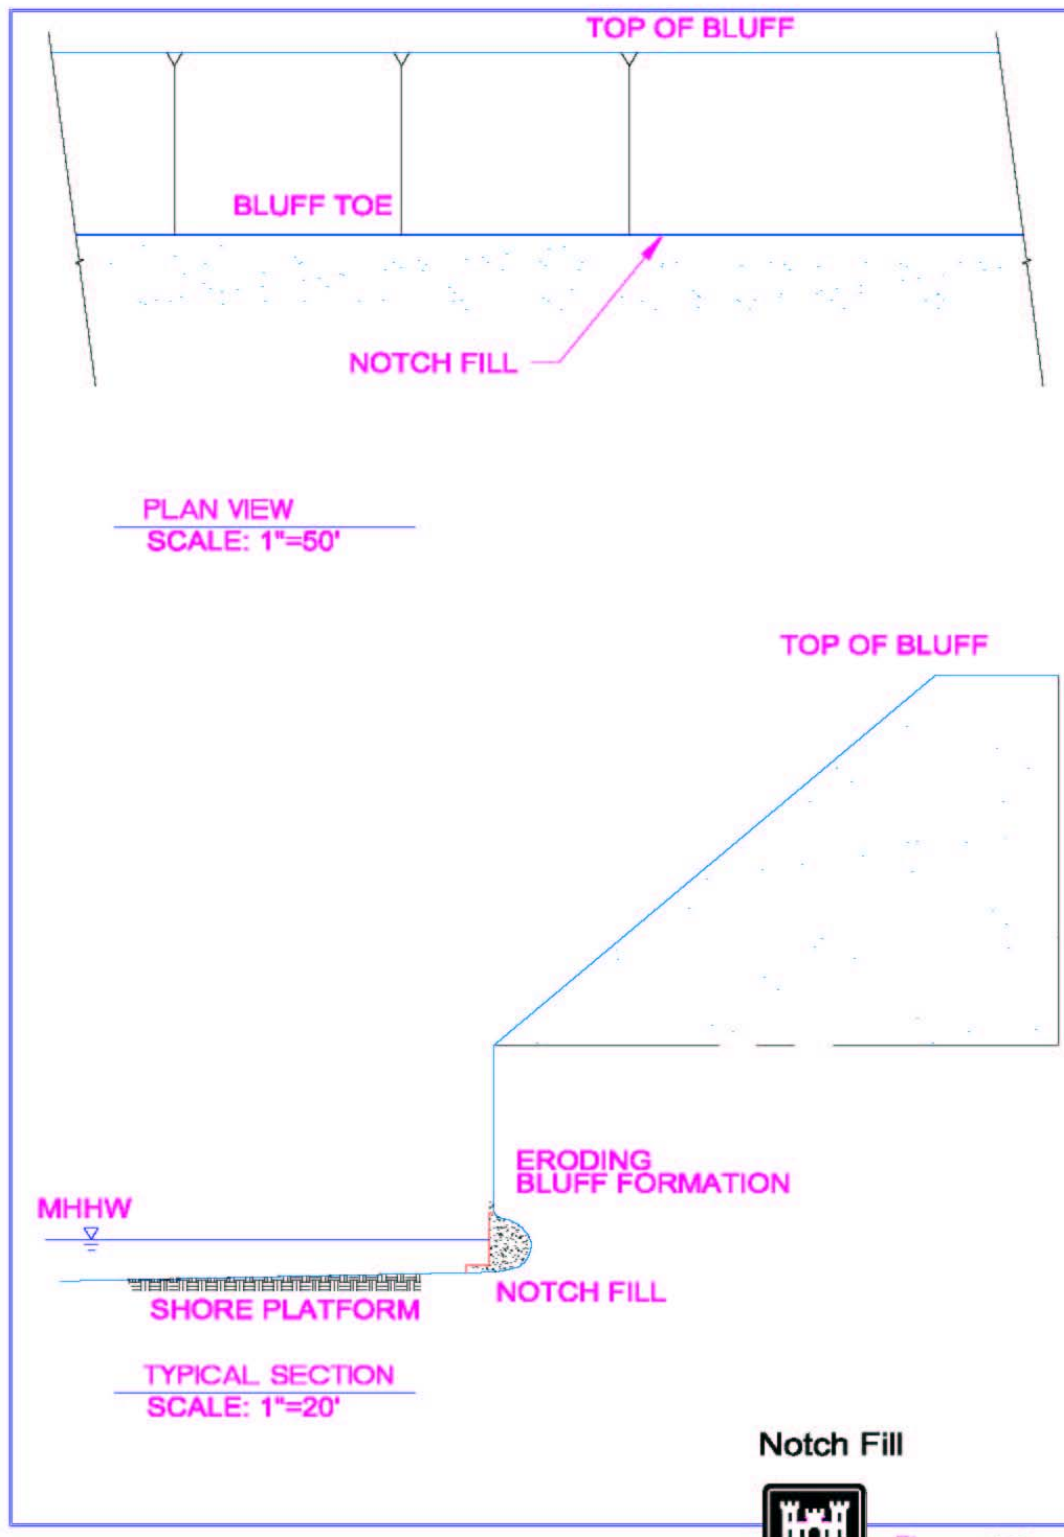 TOP OF BLUFF
BLUFF TOE
NOTCH FILL
PLAN VIEW
SCALE: 1"=50'
TOP OF BLUFF
ERODING
BLUFF FORMATION
MHHW
NOTCH FILL
SHORE PLATFORM
TYPICAL SECTION
SCALE: 1"=20'
Notch Fill